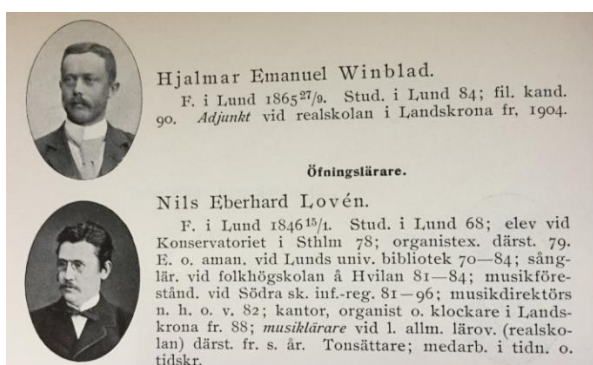 Hjalmar Emanuel Winblad.
F. i Lund 1865 27/9. Stud. i Lund 84; fil. kand.
90. Adjunkt vid realskolan i Landskrona fr, 1904.
Öfningslärare.
Nils Eberhard Lovén.
F. i Lund 1846 15/1. Stud. i Lund 68; elev vid
Konservatoriet i Sthlm 78; organistex. därst. 79.
E. o. aman. vid Lunds univ. bibliotek 70—84; sång-
lär. vid folkhögskolan å Hvilan 81—84; musikföre-
stånd. vid Södra sk. inf.-reg. 81—96; musikdirektörs
n. h. o. v. 82; kantor, organist o. klockare i Lands-
krona fr. 88; musiklärare vid l. allm. lärov. (realsko-
lan) därst. fr. s. år. Tonsättare; medarb. i tidn. o.
tidskr.